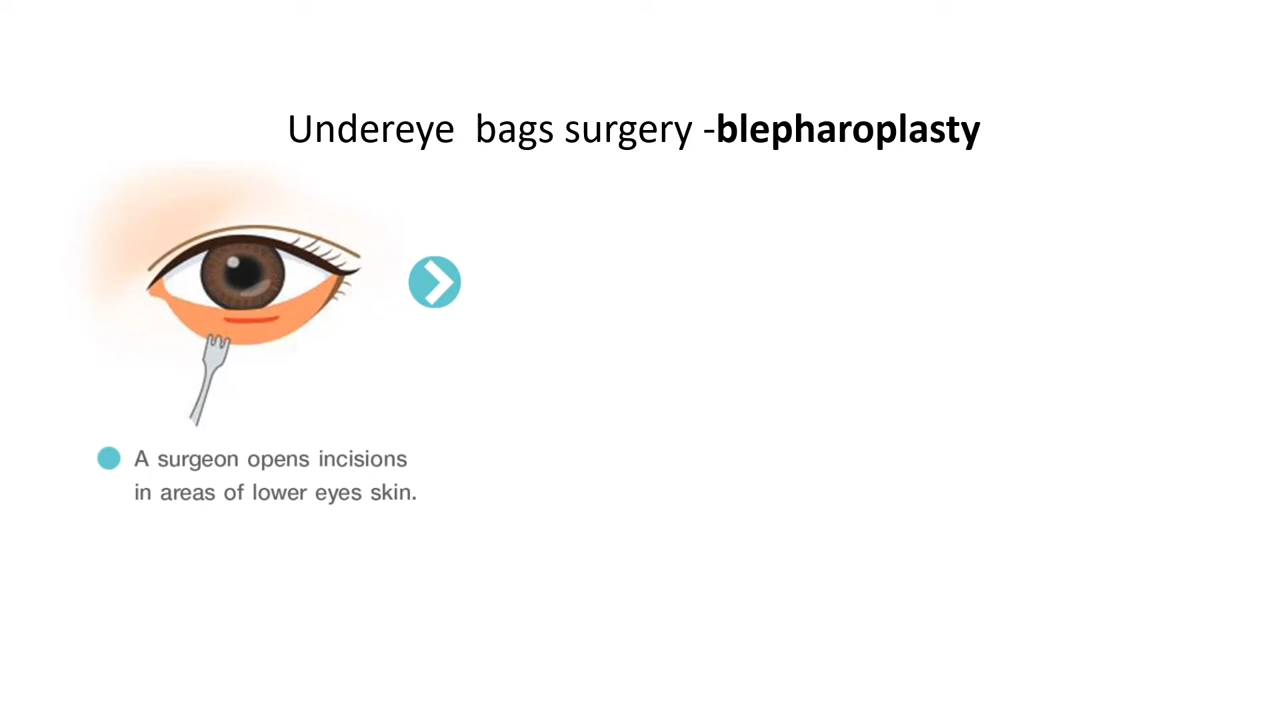 Undereye  bags surgery -blepharoplasty
A surgeon opens incisions
in areas of lower eyes skin.